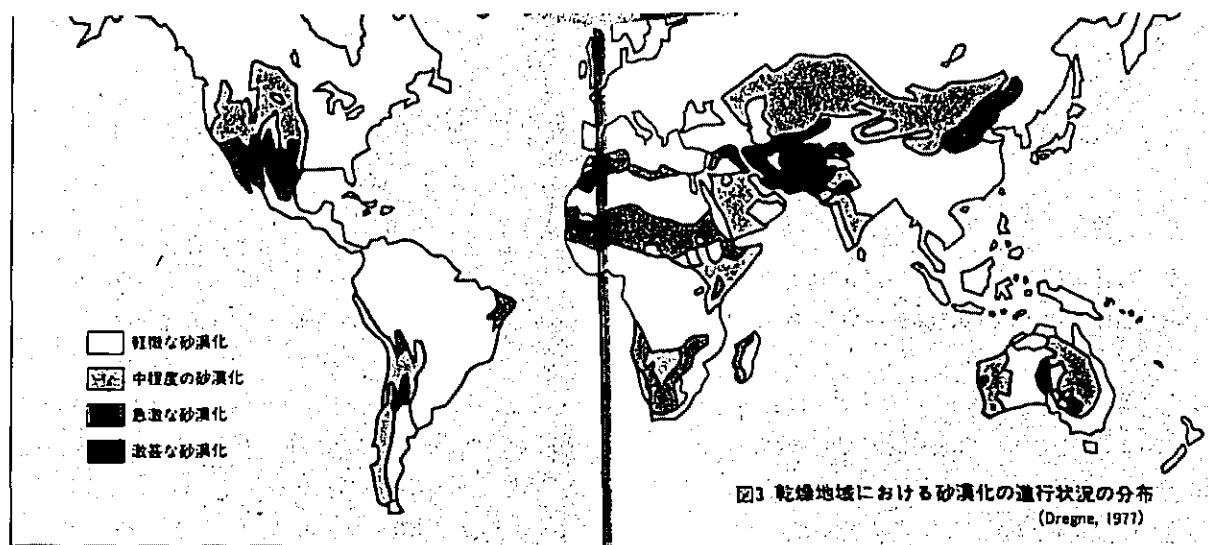 軽微な砂漠化
中程度の砂漠化
急激な砂漠化
激甚な砂漠化
図3 乾燥地域における砂漠化の進行状況の分布
(Dregne, 1977)